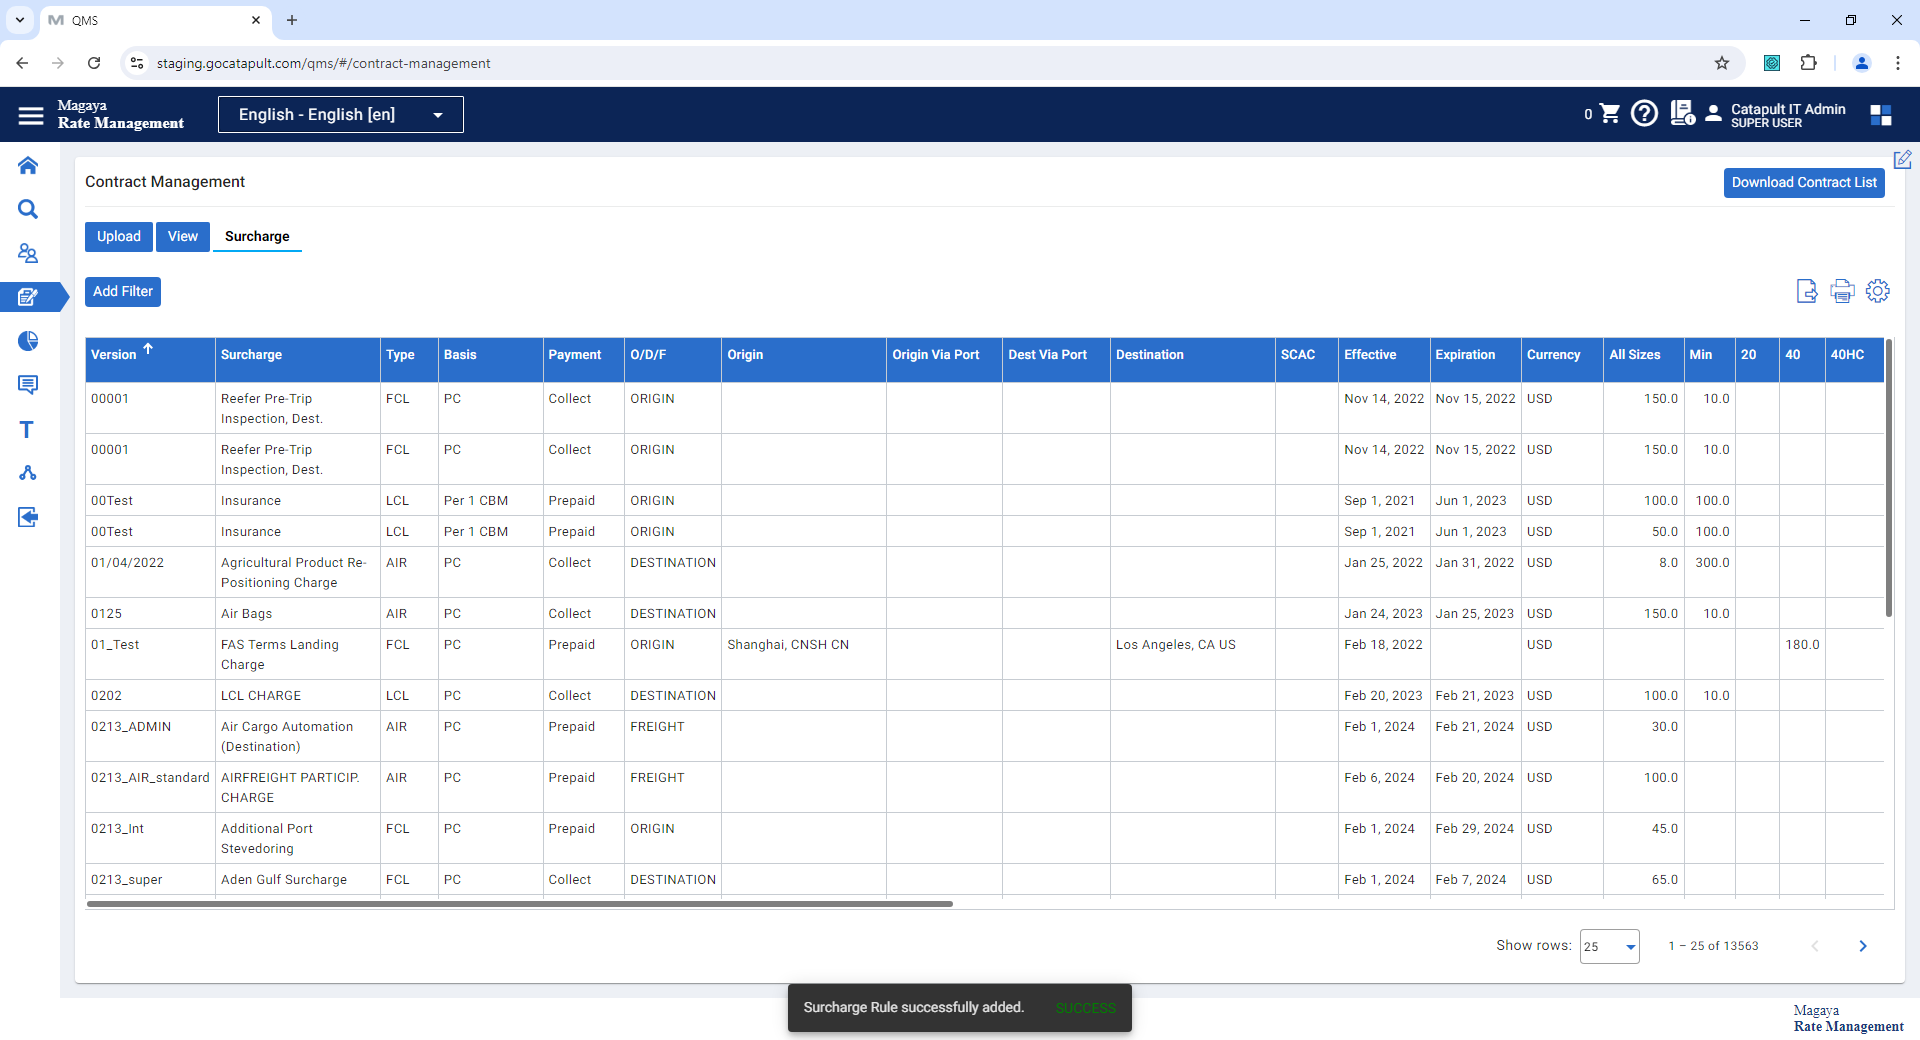 QMS
staging.gocatapult.com/qms/#/contract-management
Magaya
Rate Management
English - English [en]
0
Catapult IT Admin
SUPER USER
Contract Management
Download Contract List
Upload View Surcharge
Add Filter
Version Surcharge Type Basis Payment O/D/F Origin Origin Via Port Dest Via Port Destination SCAC Effective Expiration Currency All Sizes Min 20 40 40HC
00001 Reefer Pre-Trip FCL PC Collect ORIGIN Nov 14, 2022 Nov 15, 2022 USD 150.0 10.0
Inspection, Dest.
00001 Reefer Pre-Trip FCL PC Collect ORIGIN Nov 14, 2022 Nov 15, 2022 USD 150.0 10.0
Inspection, Dest.
00Test Insurance LCL Per 1 CBM Prepaid ORIGIN Sep 1, 2021 Jun 1, 2023 USD 100.0 100.0
00Test Insurance LCL Per 1 CBM Prepaid ORIGIN Sep 1, 2021 Jun 1, 2023 USD 50.0 100.0
01/04/2022 Agricultural Product Re- AIR PC Collect DESTINATION Jan 25, 2022 Jan 31, 2022 USD 8.0 300.0
Positioning Charge
0125 Air Bags AIR PC Collect DESTINATION Jan 24, 2023 Jan 25, 2023 USD 150.0 10.0
01_Test FAS Terms Landing FCL PC Prepaid ORIGIN Shanghai, CNSH CN Los Angeles, CA US Feb 18, 2022 USD 180.0
Charge
0202 LCL CHARGE LCL PC Collect DESTINATION Feb 20, 2023 Feb 21, 2023 USD 100.0 10.0
0213_ADMIN Air Cargo Automation AIR PC Prepaid FREIGHT Feb 1, 2024 Feb 21, 2024 USD 30.0
(Destination)
0213_AIR_standard AIRFREIGHT PARTICIP. AIR PC Prepaid FREIGHT Feb 6, 2024 Feb 20, 2024 USD 100.0
CHARGE
0213_Int Additional Port FCL PC Prepaid ORIGIN Feb 1, 2024 Feb 29, 2024 USD 45.0
Stevedoring
0213_super Aden Gulf Surcharge FCL PC Collect DESTINATION Feb 1, 2024 Feb 7, 2024 USD 65.0
Show rows: 25 1 – 25 of 13563
Surcharge Rule successfully added. SUCCESS
Magaya
Rate Management